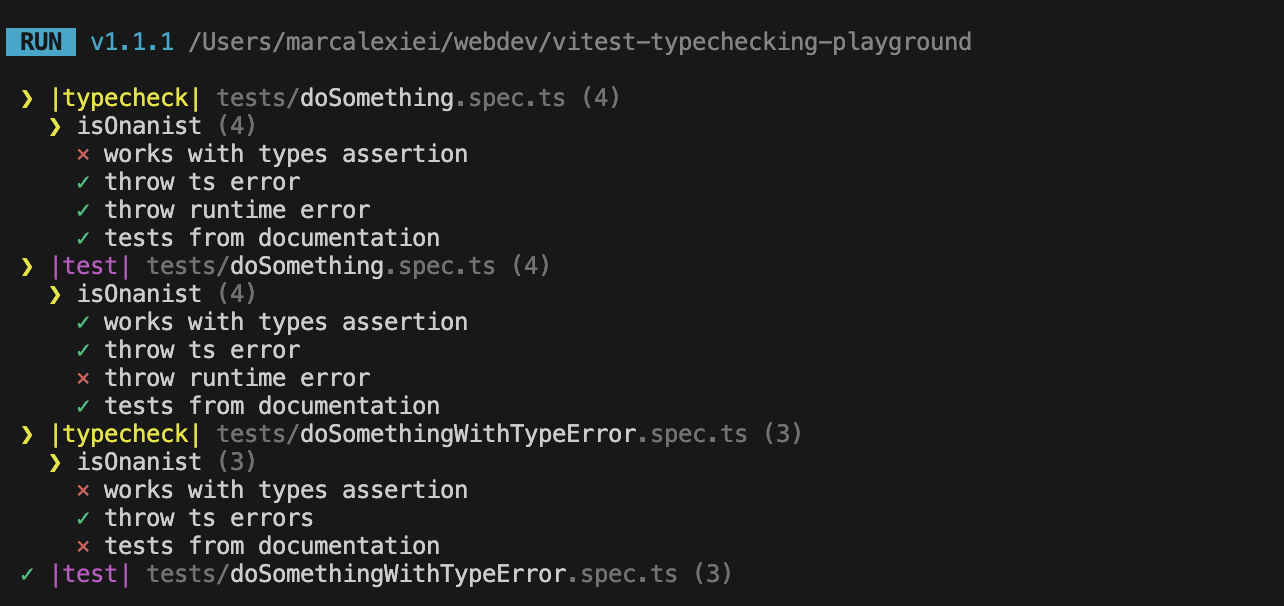 RUN v1.1.1 /Users/marcalexiei/webdev/vitest-typechecking-playground
❯ |typecheck| tests/doSomething.spec.ts (4)
❯ isOnanist (4)
× works with types assertion
✓ throw ts error
✓ throw runtime error
✓ tests from documentation
❯ |test| tests/doSomething.spec.ts (4)
❯ isOnanist (4)
✓ works with types assertion
✓ throw ts error
× throw runtime error
✓ tests from documentation
❯ |typecheck| tests/doSomethingWithTypeError.spec.ts (3)
❯ isOnanist (3)
× works with types assertion
✓ throw ts errors
× tests from documentation
✓ |test| tests/doSomethingWithTypeError.spec.ts (3)